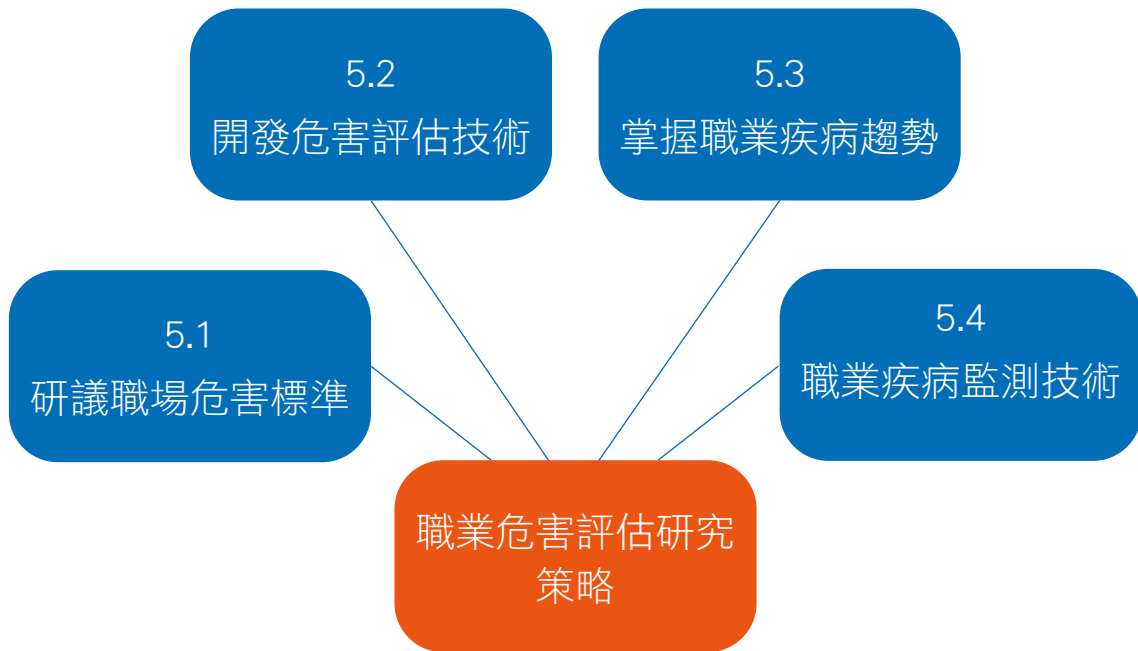 5.2
開發危害評估技術
5.3
掌握職業疾病趨勢
5.1
研議職場危害標準
5.4
職業疾病監測技術
職業危害評估研究
策略